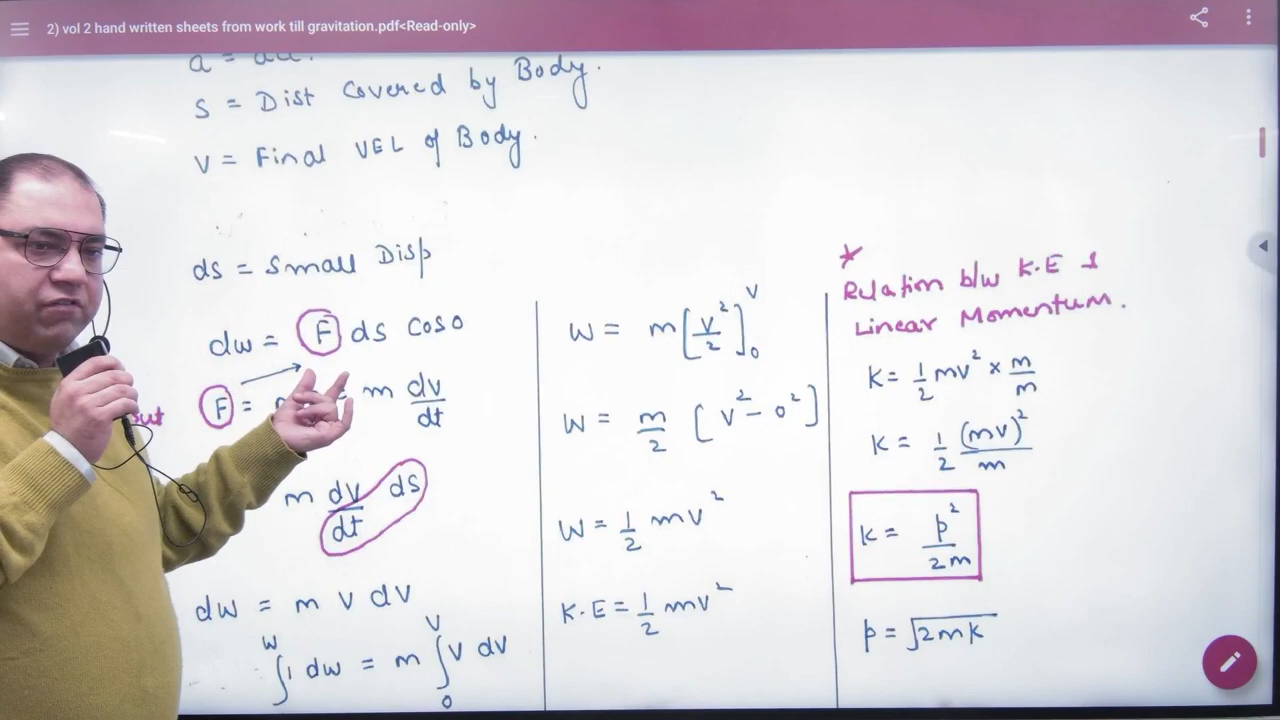 2) vol 2 hand written sheets from work till gravitation.pdf<Read-only>
S = Dist Covered by Body.
V = Final VEL of Body.
ds = Small Disp
dw = F ds cos0
F = m dv/dt
m dv/dt ds
dw = m v dv
∫^W 1 dw = m ∫_0^V v dv
W = m[v²/2]_0^V
W = m/2 [v² - 0²]
W = 1/2 mv²
K.E = 1/2 mv²
*
Relation b/w K.E &
Linear Momentum.
K = 1/2 mv² × m/m
K = 1/2 (mv)²/m
K = p²/2m
p = √2mk